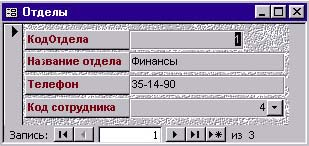 Отделы
КодОтдела 1
Название отдела Финансы
Телефон 35-14-90
Код сотрудника 4
Запись: 1 из 3